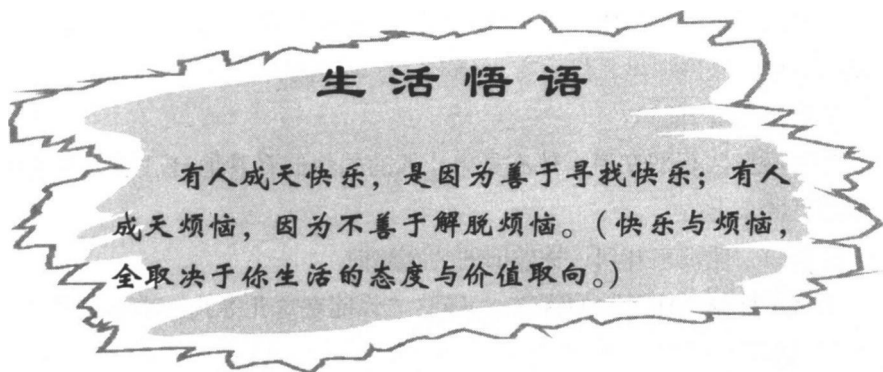 生活悟语
有人成天快乐，是因为善于寻找快乐；有人
成天烦恼，因为不善于解脱烦恼。（快乐与烦恼，
全取决于你生活的态度与价值取向。）